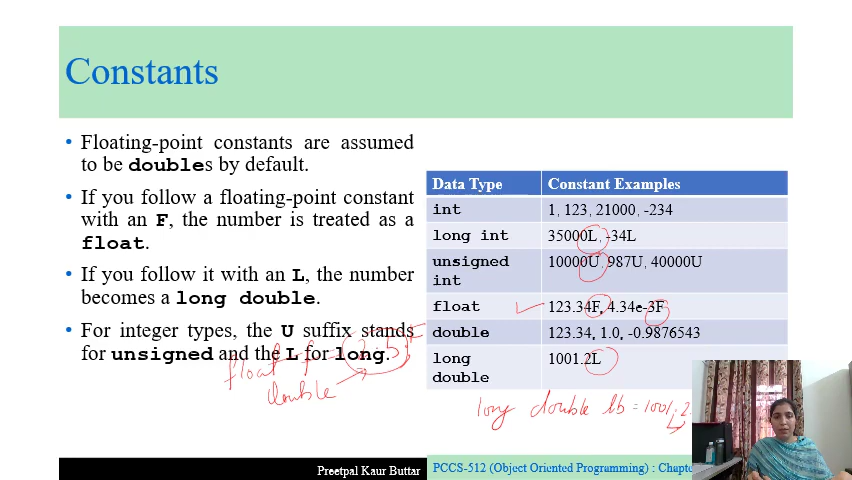 Constants
• Floating-point constants are assumed
to be doubles by default.
• If you follow a floating-point constant
with an F, the number is treated as a
float.
• If you follow it with an L, the number
becomes a long double.
• For integer types, the U suffix stands
for unsigned and the L for long.
float f = (2.5)F
double
Data Type Constant Examples
int 1, 123, 21000, -234
long int 35000L, -34L
unsigned int 10000U, 987U, 40000U
float 123.34F, 4.34e-3F
double 123.34, 1.0, -0.9876543
long double 1001.2L
long double lb = 1001.2
Preetpal Kaur Buttar
PCCS-512 (Object Oriented Programming) : Chapte